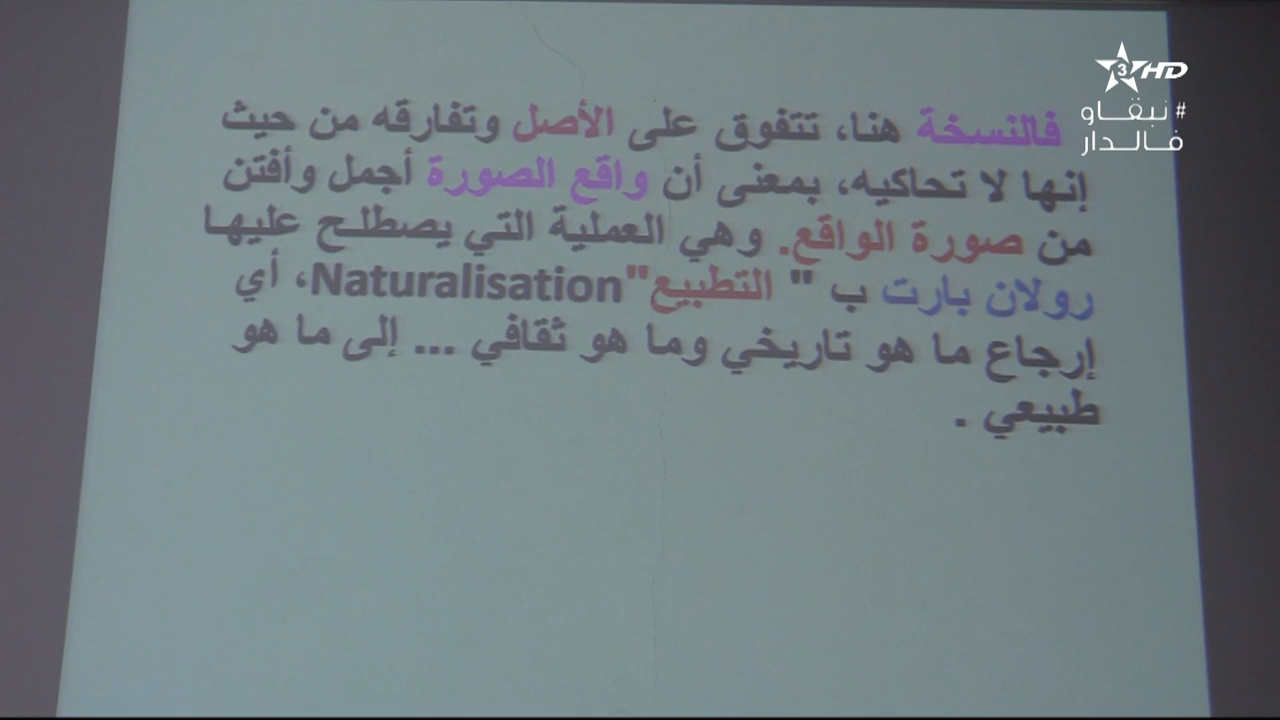 فالنسخة هنا، تتفوق على الأصل وتفارقه من حيث
إنها لا تحاكيه، بمعنى أن واقع الصورة أجمل وأفتن
من صورة الواقع. وهي العملية التي يصطلح عليها
رولان بارت ب " التطبيع"Naturalisation، أي
إرجاع ما هو تاريخي وما هو ثقافي ... إلى ما هو
طبيعي .
3 HD
#نبقاو
فالدار